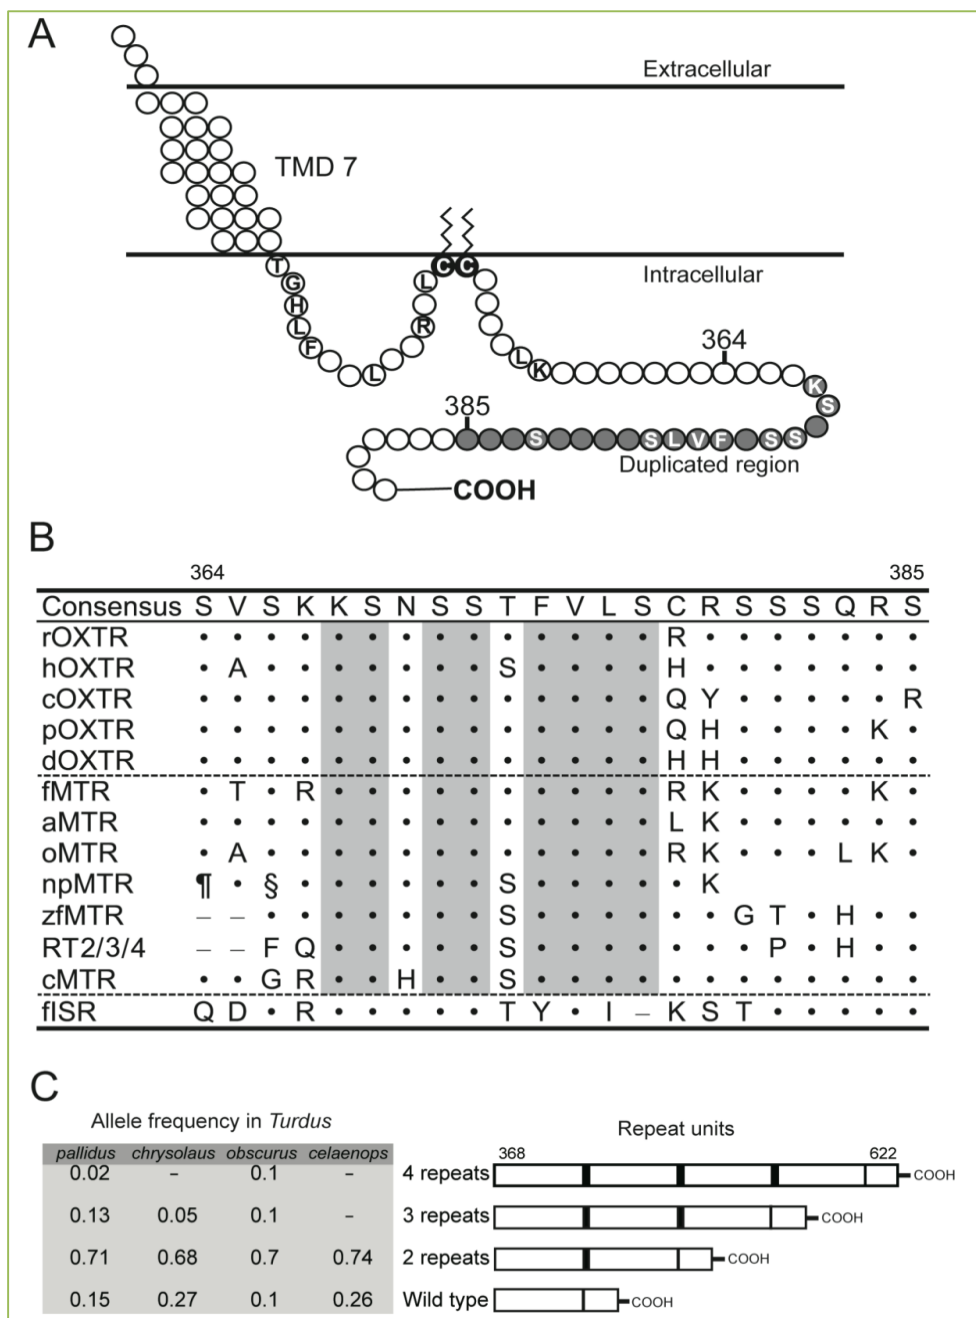 A
Extracellular
TMD 7
Intracellular
T
G
H
L
F
L
R
L
C C
L
K
364
K
S
385
S S L V F S S
Duplicated region
COOH
B
364 385
Consensus S V S K K S N S S T F V L S C R S S S Q R S
rOXTR • • • • • • • • • • • • • • R • • • • • • •
hOXTR • A • • • • • • • S • • • • H • • • • • • •
cOXTR • • • • • • • • • • • • • • Q Y • • • • • R
pOXTR • • • • • • • • • • • • • • Q H • • • • K •
dOXTR • • • • • • • • • • • • • • H H • • • • • •
fMTR • T • R • • • • • • • • • • R K • • • • K •
aMTR • • • • • • • • • • • • • • L K • • • • • •
oMTR • A • • • • • • • • • • • • R K • • • L K •
npMTR ¶ • § • • • • • • S • • • • • K • • • • • •
zfMTR – – • • • • • • • S • • • • • • G T • H • •
RT2/3/4 – – F Q • • • • • S • • • • • • • P • H • •
cMTR • • G R • • H • • S • • • • • • • • • • • •
fISR Q D • R • • • • • T Y • I – K S T • • • • •
C
Allele frequency in Turdus
pallidus chrysolaus obscurus celaenops
0.02 – 0.1 –
0.13 0.05 0.1 –
0.71 0.68 0.7 0.74
0.15 0.27 0.1 0.26
Repeat units
368 622
4 repeats COOH
3 repeats COOH
2 repeats COOH
Wild type COOH